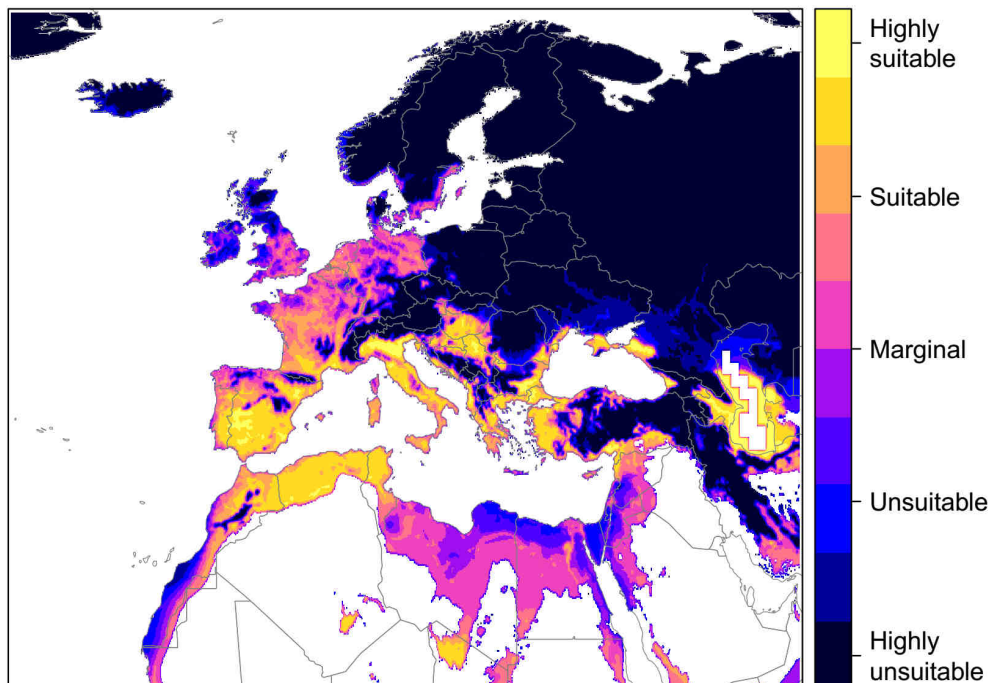 Highly
suitable
Suitable
Marginal
Unsuitable
Highly
unsuitable